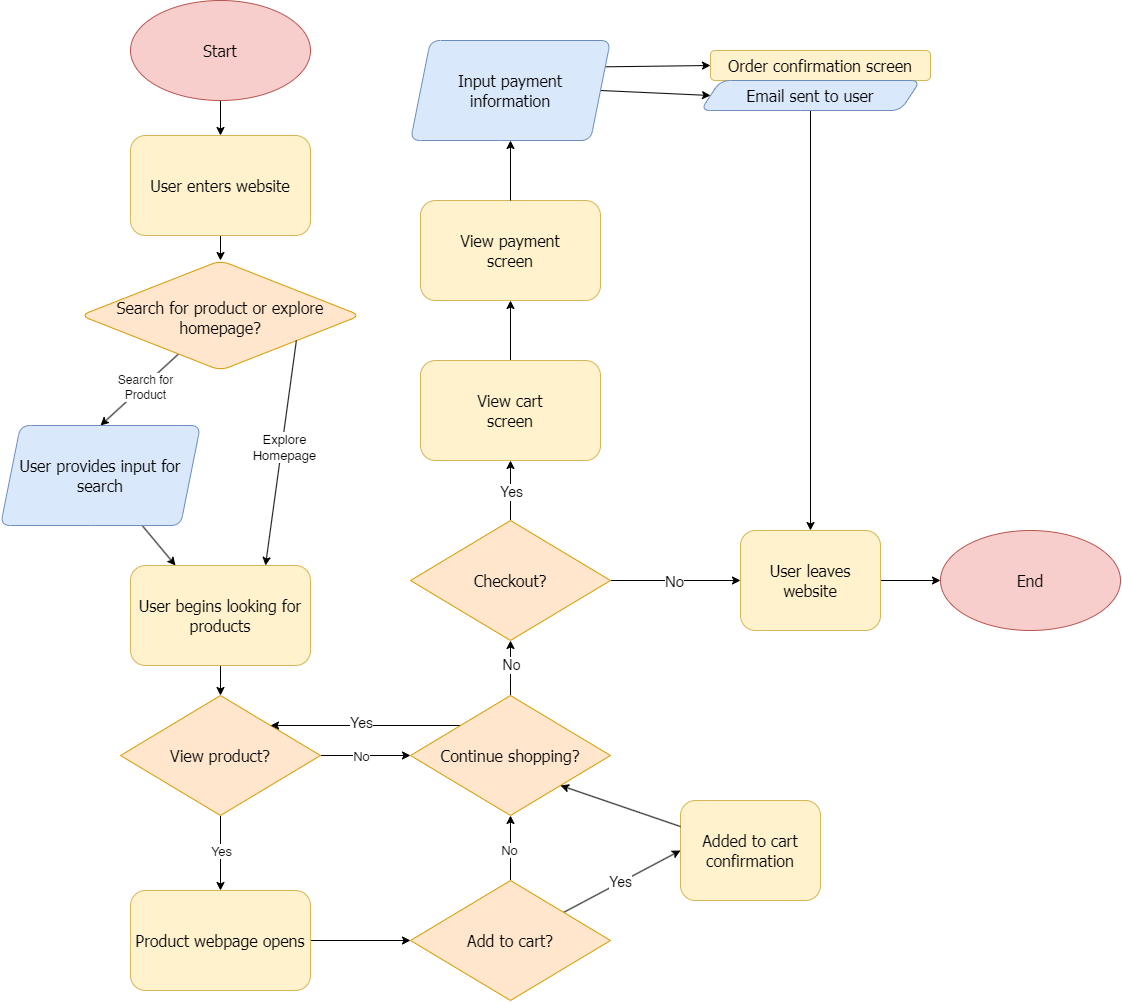 Start
User enters website
Search for product or explore
homepage?
Search for
Product
Explore
Homepage
User provides input for
search
User begins looking for
products
View product?
Yes
No
Product webpage opens
Add to cart?
No
Yes
Added to cart
confirmation
Continue shopping?
Yes
No
Checkout?
No
Yes
View cart
screen
View payment
screen
Input payment
information
Order confirmation screen
Email sent to user
User leaves
website
End